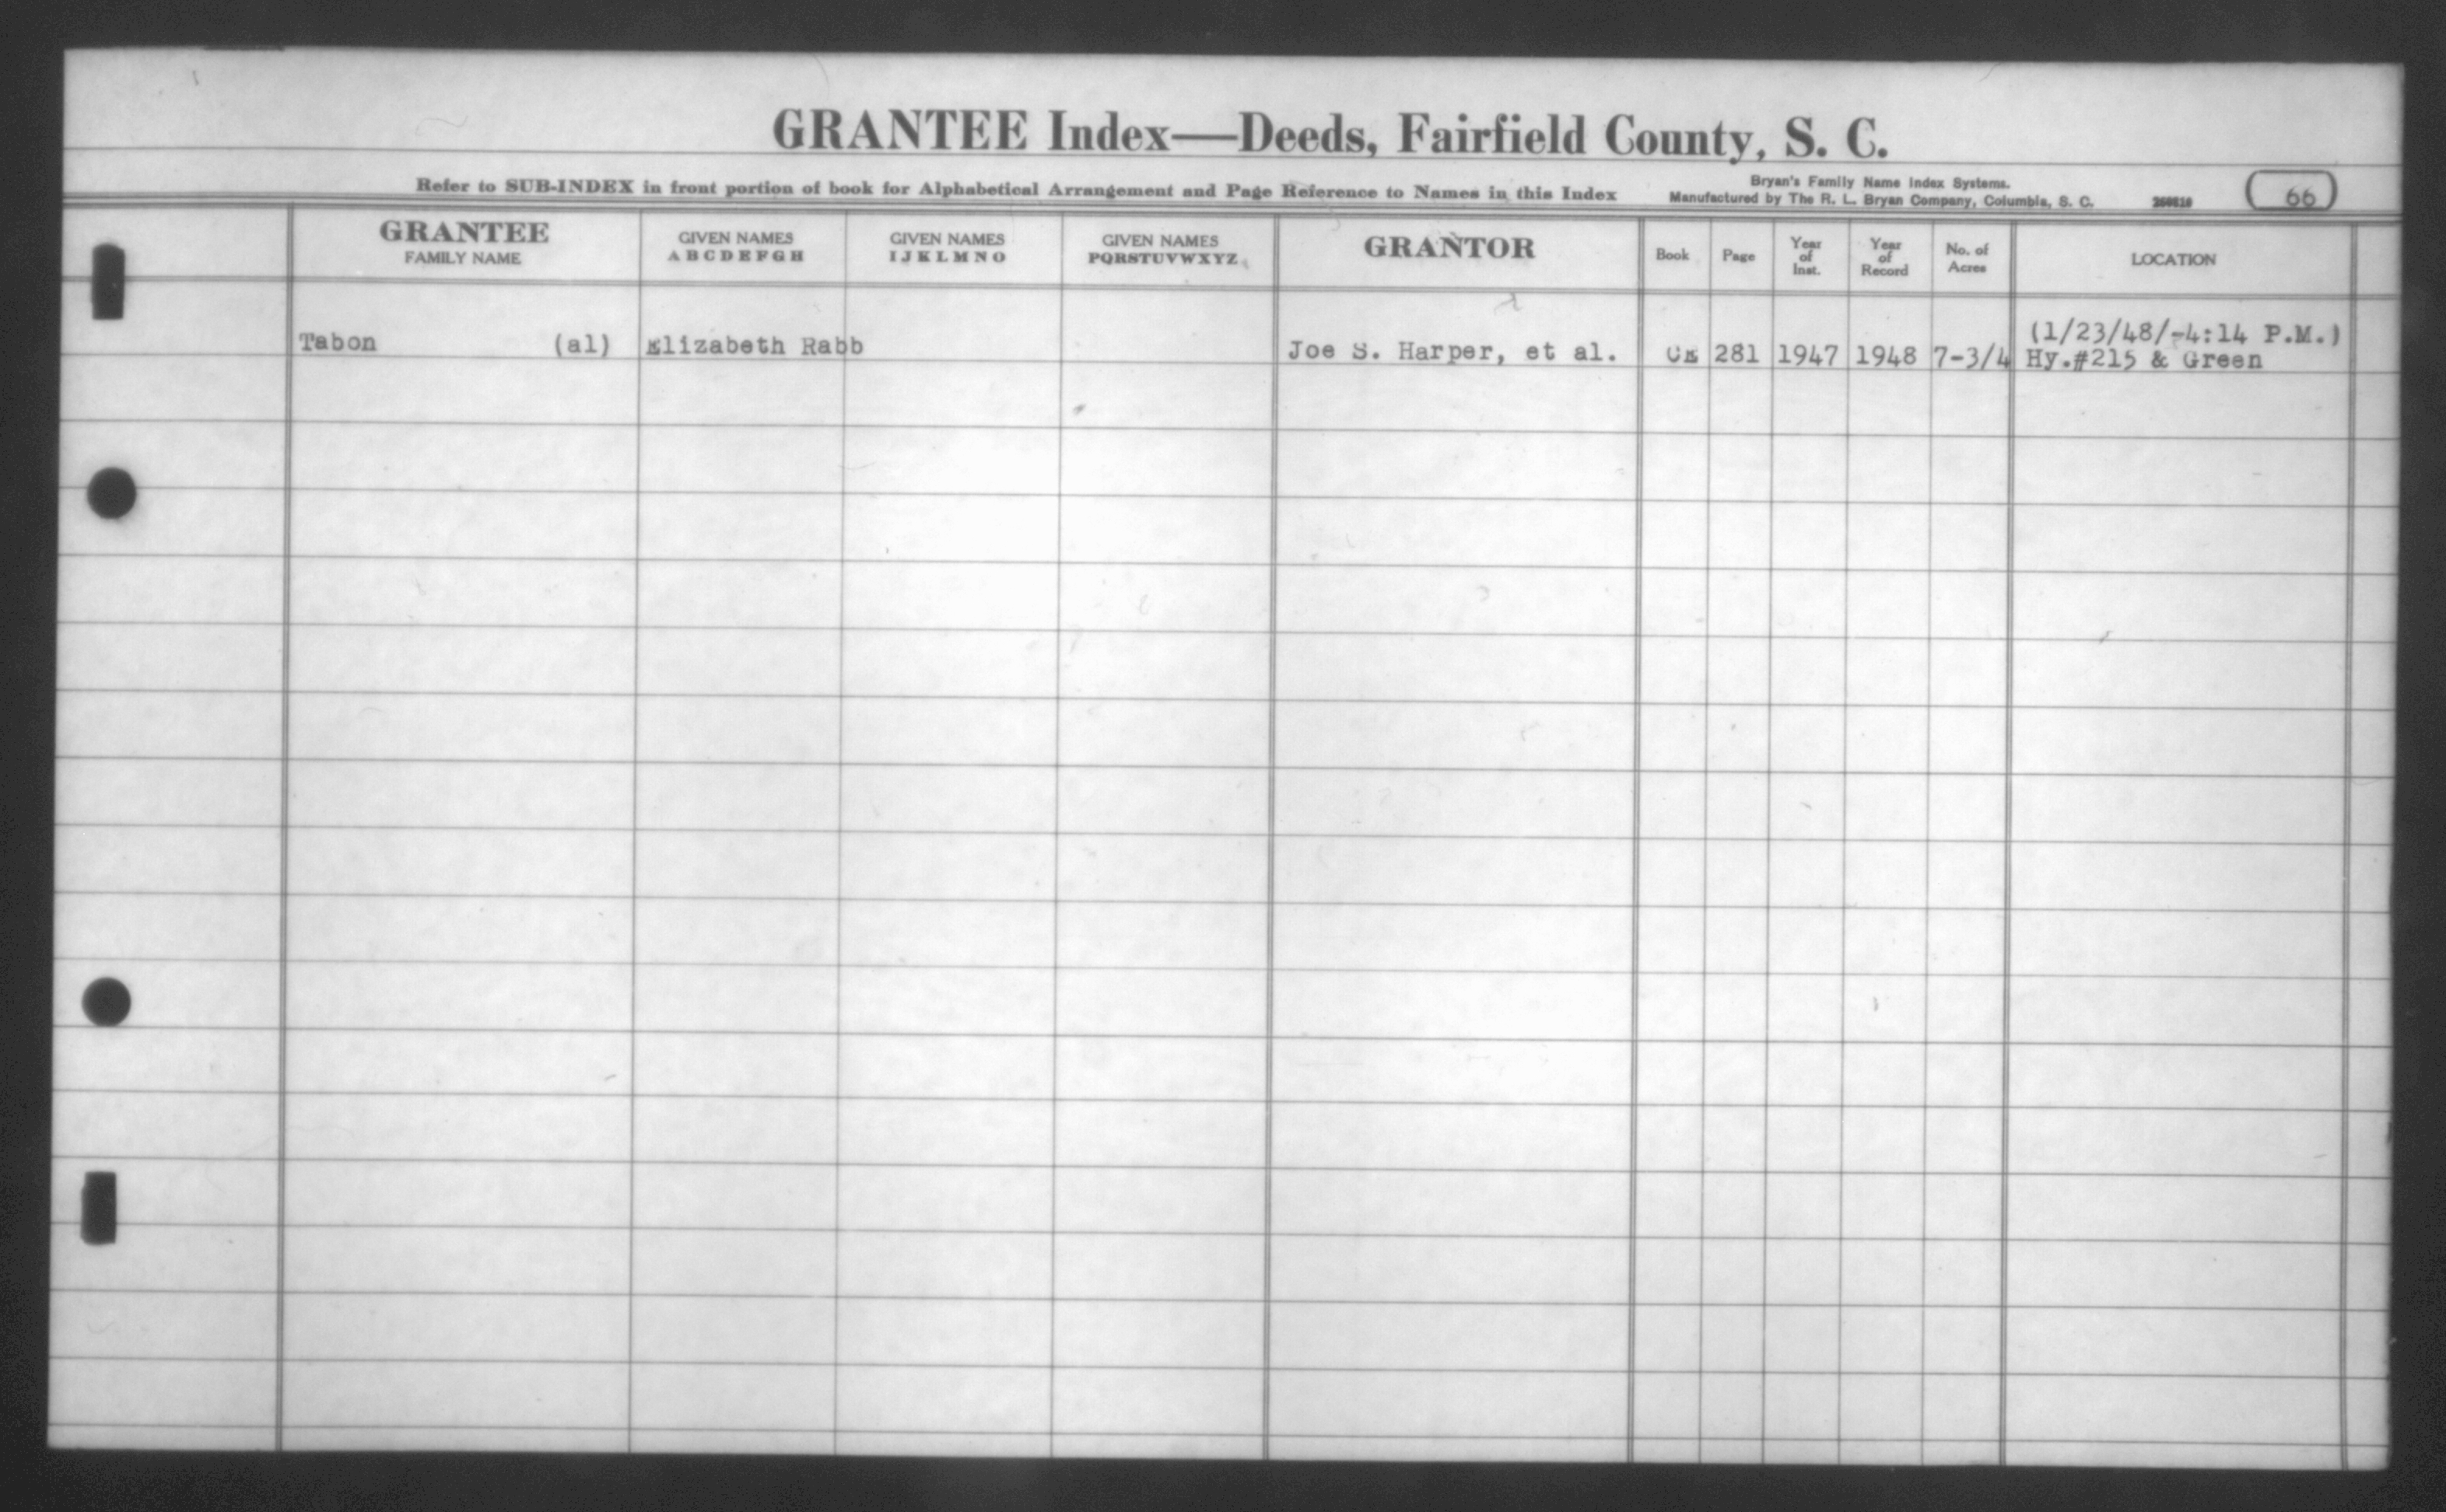 GRANTEE Index—Deeds, Fairfield County, S. C.
Refer to SUB-INDEX in front portion of book for Alphabetical Arrangement and Page Reference to Names in this Index
Bryan's Family Name Index Systems.
Manufactured by The R. L. Bryan Company, Columbia, S. C.
66
GRANTEE
FAMILY NAME
GIVEN NAMES
A B C D E F G H
GIVEN NAMES
I J K L M N O
GIVEN NAMES
PQRSTUVWXYZ
GRANTOR
Book
Page
Year
of
Inst.
Year
of
Record
No. of
Acres
LOCATION
Tabon (al) Elizabeth Rabb
Joe S. Harper, et al. 281 1947 1948 7-3/4
(1/23/48/-4:14 P.M.)
Hy.#215 & Green